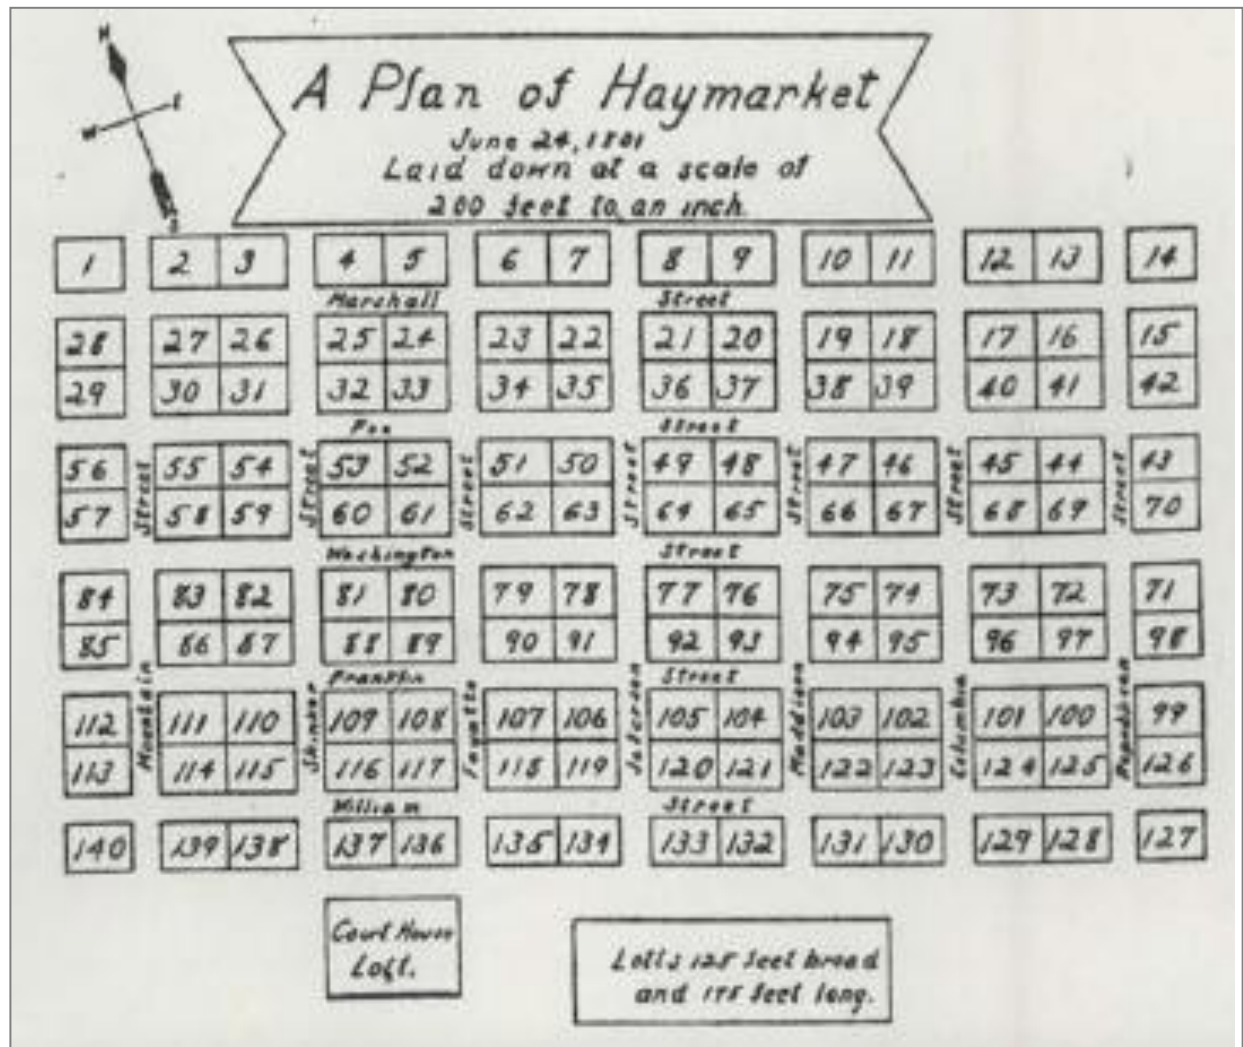 N
W E
S
A Plan of Haymarket
June 24, 1801
Laid down at a scale of
200 feet to an inch.
1 2 3 4 5 6 7 8 9 10 11 12 13 14
Marshall Street
28 27 26 25 24 23 22 21 20 19 18 17 16 15
29 30 31 32 33 34 35 36 37 38 39 40 41 42
Street
56 55 54 53 52 51 50 49 48 47 46 45 44 43
57 58 59 60 61 62 63 64 65 66 67 68 69 70
Street Street Street Street Street Street Street
Washington Street
84 83 82 81 80 79 78 77 76 75 74 73 72 71
85 86 87 88 89 90 91 92 93 94 95 96 97 98
Franklin Street
112 111 110 109 108 107 106 105 104 103 102 101 100 99
113 114 115 116 117 118 119 120 121 122 123 124 125 126
Mountain Skinker Fayette Jeferson Maddison Columbia
William Street
140 139 138 137 136 135 134 133 132 131 130 129 128 127
Court House
Lott.
Lotts 125 feet broad
and 175 feet long.